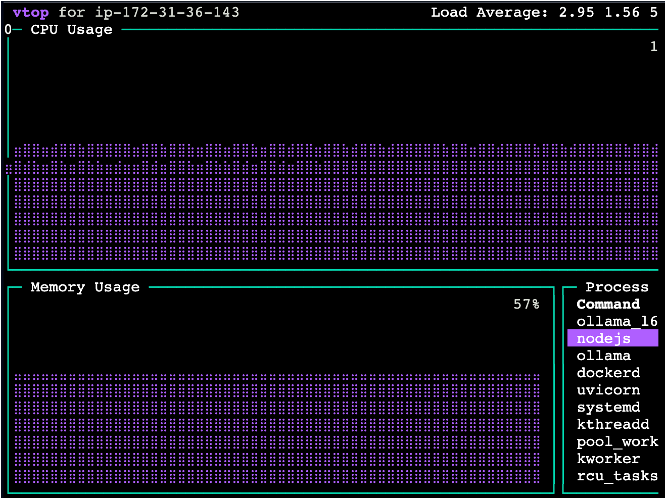 vtop for ip-172-31-36-143 Load Average: 2.95 1.56 5
0 CPU Usage
1
Memory Usage
57%
Process
Command
ollama_l6
nodejs
ollama
dockerd
uvicorn
systemd
kthreadd
pool_work
kworker
rcu_tasks